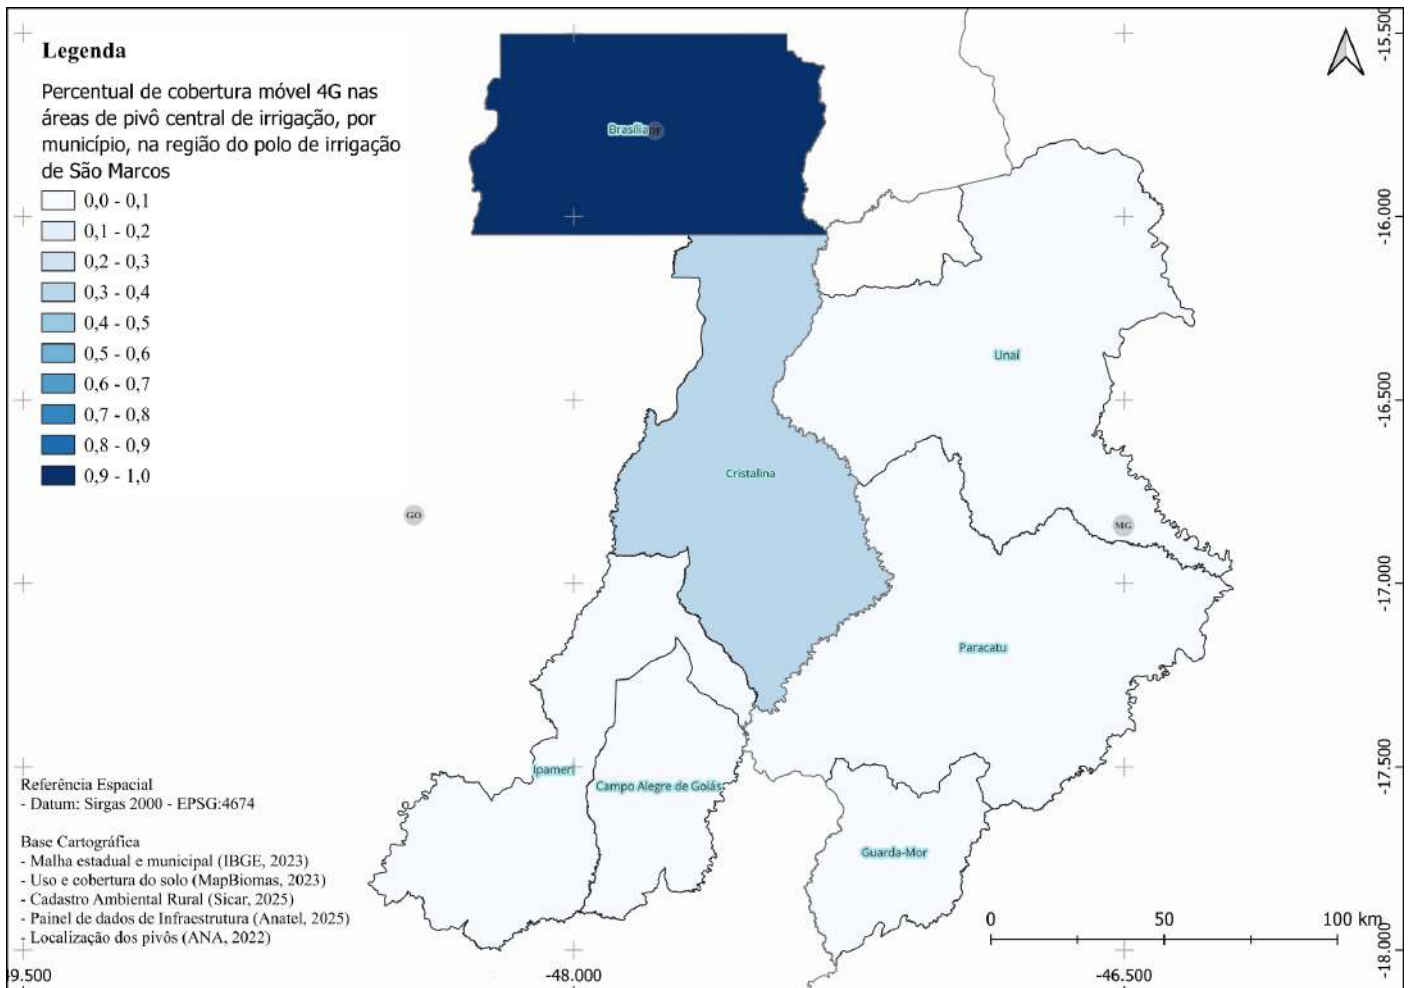 Legenda
Percentual de cobertura móvel 4G nas
áreas de pivô central de irrigação, por
município, na região do polo de irrigação
de São Marcos
0,0 - 0,1
0,1 - 0,2
0,2 - 0,3
0,3 - 0,4
0,4 - 0,5
0,5 - 0,6
0,6 - 0,7
0,7 - 0,8
0,8 - 0,9
0,9 - 1,0
Brasília
Unaí
Cristalina
GO
MG
Paracatu
Ipameri
Campo Alegre de Goiás
Guarda-Mor
Referência Espacial
- Datum: Sirgas 2000 - EPSG:4674
Base Cartográfica
- Malha estadual e municipal (IBGE, 2023)
- Uso e cobertura do solo (MapBiomas, 2023)
- Cadastro Ambiental Rural (Sicar, 2025)
- Painel de dados de Infraestrutura (Anatel, 2025)
- Localização dos pivôs (ANA, 2022)
0 50 100 km
-15.500
-16.000
-16.500
-17.000
-17.500
-18.000
9.500 -48.000 -46.500